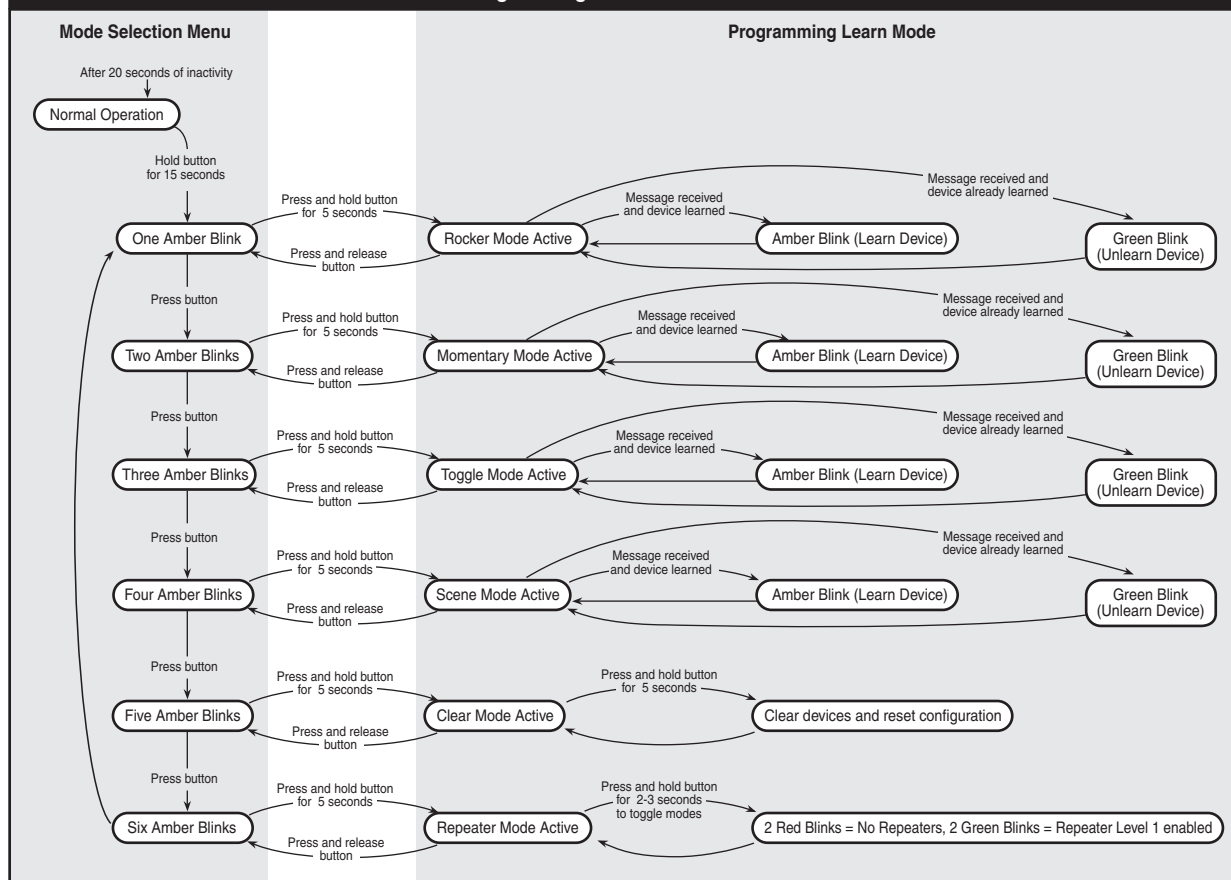 Mode Selection Menu
Programming Learn Mode
After 20 seconds of inactivity
Normal Operation
Hold button
for 15 seconds
Press and hold button
for 5 seconds
Message received
and device learned
Message received and
device already learned
One Amber Blink
Rocker Mode Active
Amber Blink (Learn Device)
Green Blink
(Unlearn Device)
Press and release
button
Press button
Press and hold button
for 5 seconds
Message received
and device learned
Message received and
device already learned
Two Amber Blinks
Momentary Mode Active
Amber Blink (Learn Device)
Green Blink
(Unlearn Device)
Press and release
button
Press button
Press and hold button
for 5 seconds
Message received
and device learned
Message received and
device already learned
Three Amber Blinks
Toggle Mode Active
Amber Blink (Learn Device)
Green Blink
(Unlearn Device)
Press and release
button
Press button
Press and hold button
for 5 seconds
Message received
and device learned
Message received and
device already learned
Four Amber Blinks
Scene Mode Active
Amber Blink (Learn Device)
Green Blink
(Unlearn Device)
Press and release
button
Press button
Press and hold button
for 5 seconds
Press and hold button
for 5 seconds
Five Amber Blinks
Clear Mode Active
Clear devices and reset configuration
Press and release
button
Press button
Press and hold button
for 5 seconds
Press and hold button
for 2-3 seconds
to toggle modes
Six Amber Blinks
Repeater Mode Active
2 Red Blinks = No Repeaters, 2 Green Blinks = Repeater Level 1 enabled
Press and release
button